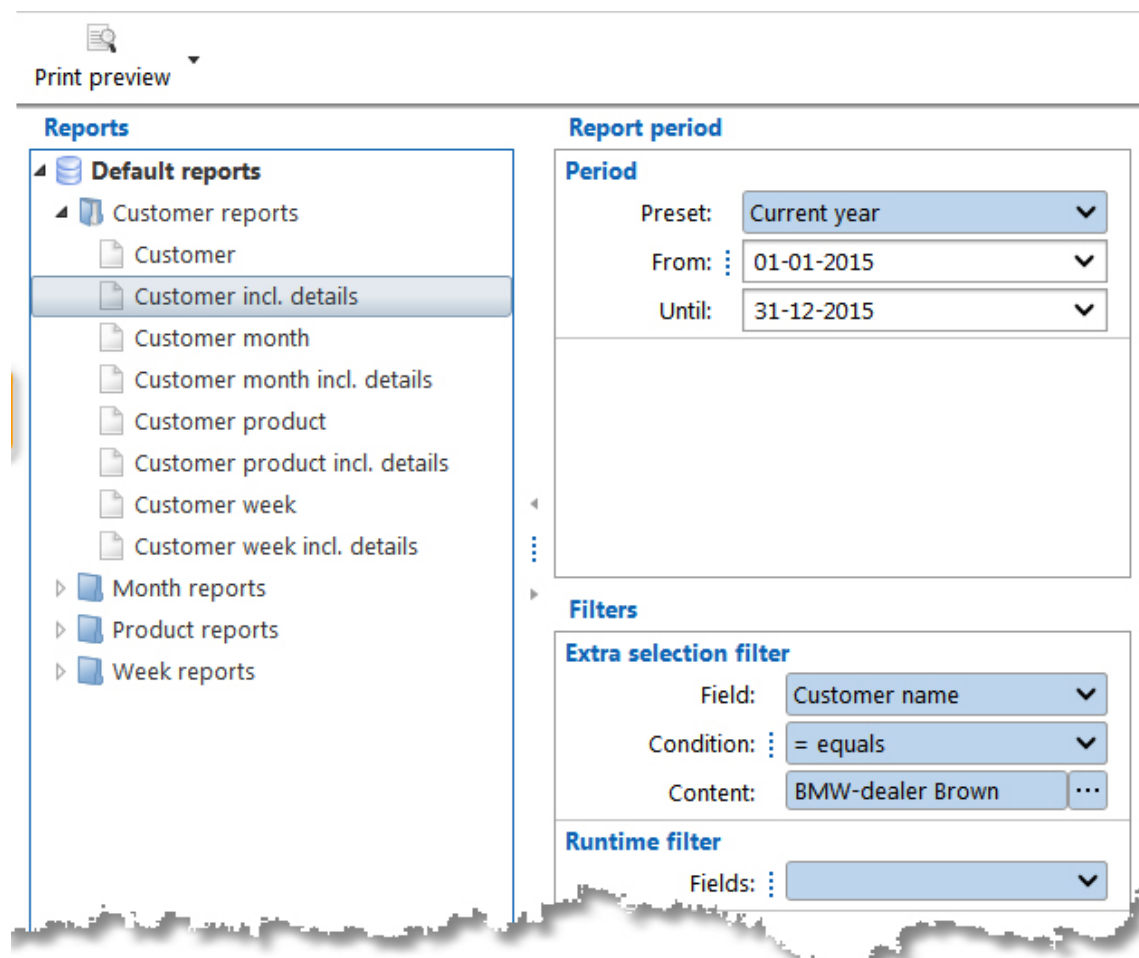 Print preview
Reports
Default reports
Customer reports
Customer
Customer incl. details
Customer month
Customer month incl. details
Customer product
Customer product incl. details
Customer week
Customer week incl. details
Month reports
Product reports
Week reports
Report period
Period
Preset: Current year
From: 01-01-2015
Until: 31-12-2015
Filters
Extra selection filter
Field: Customer name
Condition: = equals
Content: BMW-dealer Brown ...
Runtime filter
Fields: